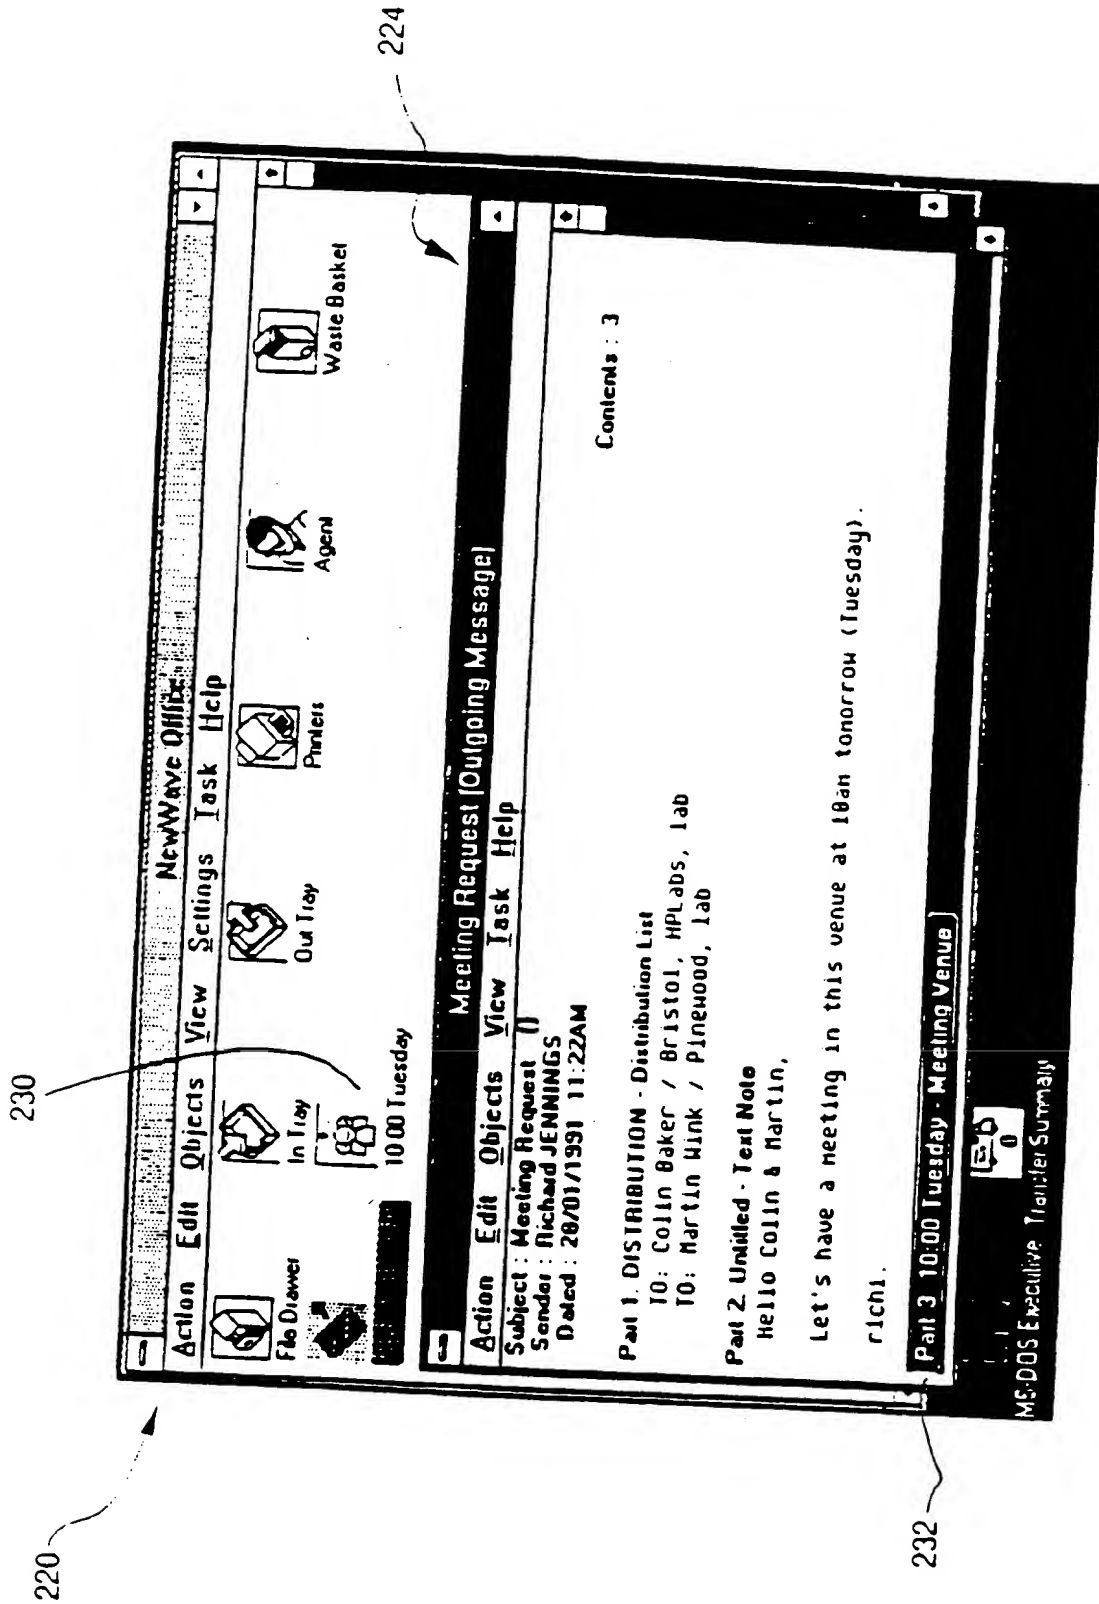 220
230
224
232
NewWave Office
Action Edit Objects View Settings Task Help
File Drawer
In Tray
Out Tray
Printers
Agent
Waste Basket
10:00 Tuesday
Meeting Request [Outgoing Message]
Action Edit Objects View Task Help
Subject : Meeting Request
Sender : Richard JENNINGS
Dated : 28/01/1991 11:22AM
Contents : 3
Part 1. DISTRIBUTION - Distribution List
TO: Colin Baker / Bristol, HPLabs, lab
TO: Martin Wink / Pinewood, lab
Part 2. Untitled - Text Note
Hello Colin & Martin,
Let's have a meeting in this venue at 10am tomorrow (Tuesday).
richi.
Part 3 10:00 Tuesday - Meeting Venue
MS-DOS Executive Transfer Summary